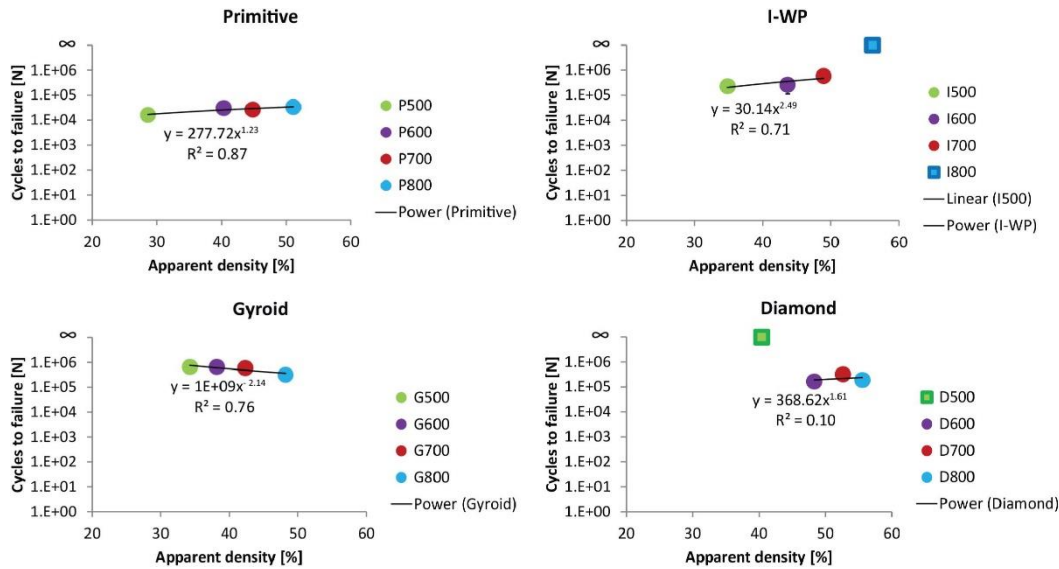 Primitive
Cycles to failure [N]
∞
1.E+06
1.E+05
1.E+04
1.E+03
1.E+02
1.E+01
1.E+00
y = 277.72x^1.23
R² = 0.87
20 30 40 50 60
Apparent density [%]
P500
P600
P700
P800
Power (Primitive)
I-WP
Cycles to failure [N]
∞
1.E+06
1.E+05
1.E+04
1.E+03
1.E+02
1.E+01
1.E+00
y = 30.14x^2.49
R² = 0.71
20 30 40 50 60
Apparent density [%]
I500
I600
I700
I800
Linear (I500)
Power (I-WP)
Gyroid
Cycles to failure [N]
∞
1.E+06
1.E+05
1.E+04
1.E+03
1.E+02
1.E+01
1.E+00
y = 1E+09x^-2.14
R² = 0.76
20 30 40 50 60
Apparent density [%]
G500
G600
G700
G800
Power (Gyroid)
Diamond
Cycles to failure [N]
∞
1.E+06
1.E+05
1.E+04
1.E+03
1.E+02
1.E+01
1.E+00
y = 368.62x^1.61
R² = 0.10
20 30 40 50 60
Apparent density [%]
D500
D600
D700
D800
Power (Diamond)